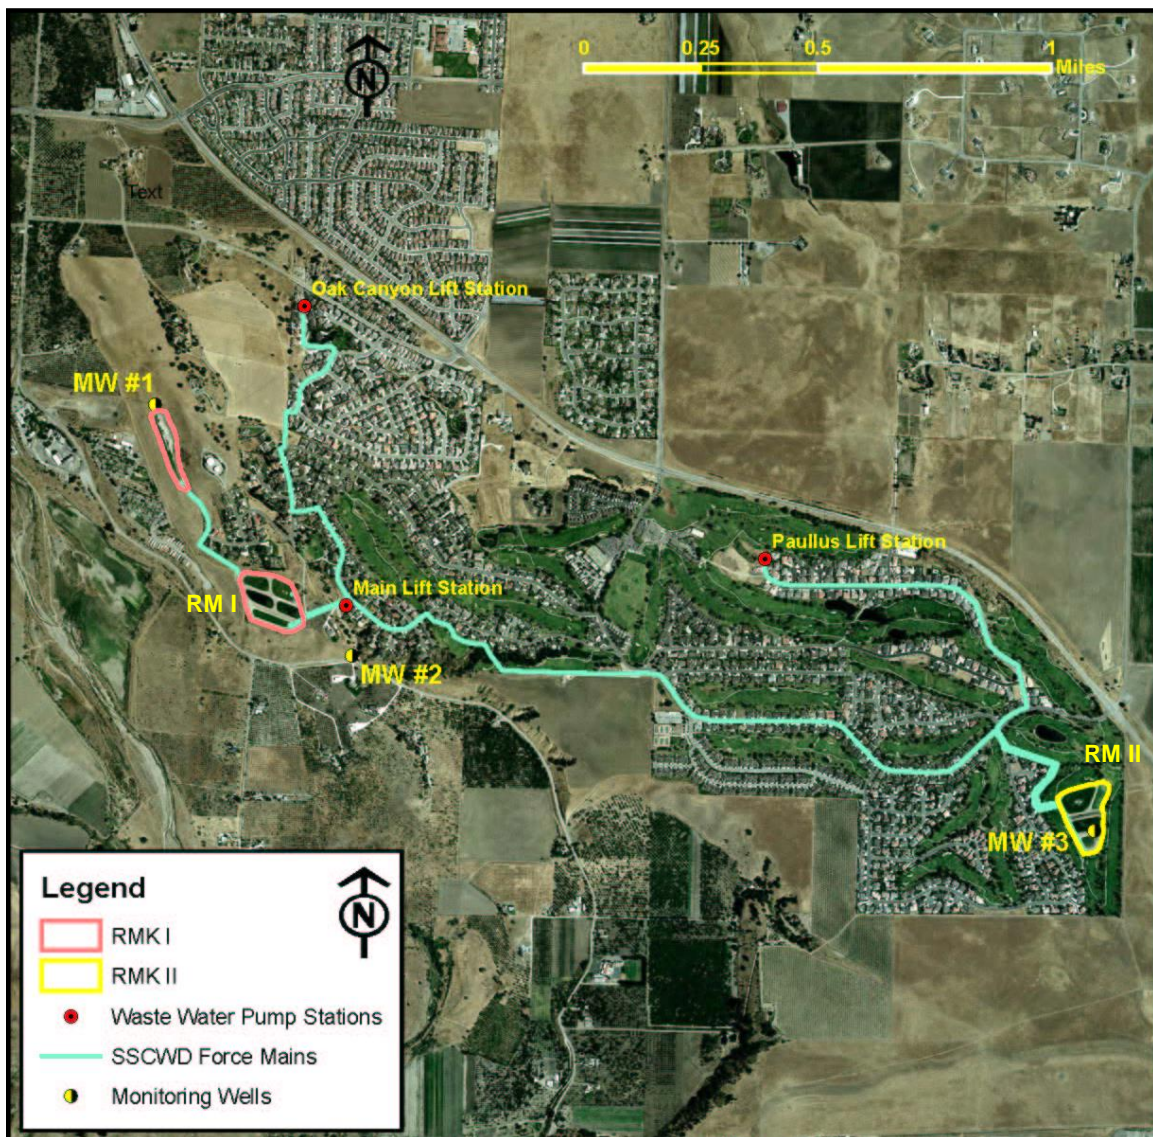 N
0 0.25 0.5 1
Miles
Text
Oak Canyon Lift Station
MW #1
Paullus Lift Station
RM I
Main Lift Station
MW #2
RM II
MW #3
Legend
N
RMK I
RMK II
Waste Water Pump Stations
SSCWD Force Mains
Monitoring Wells